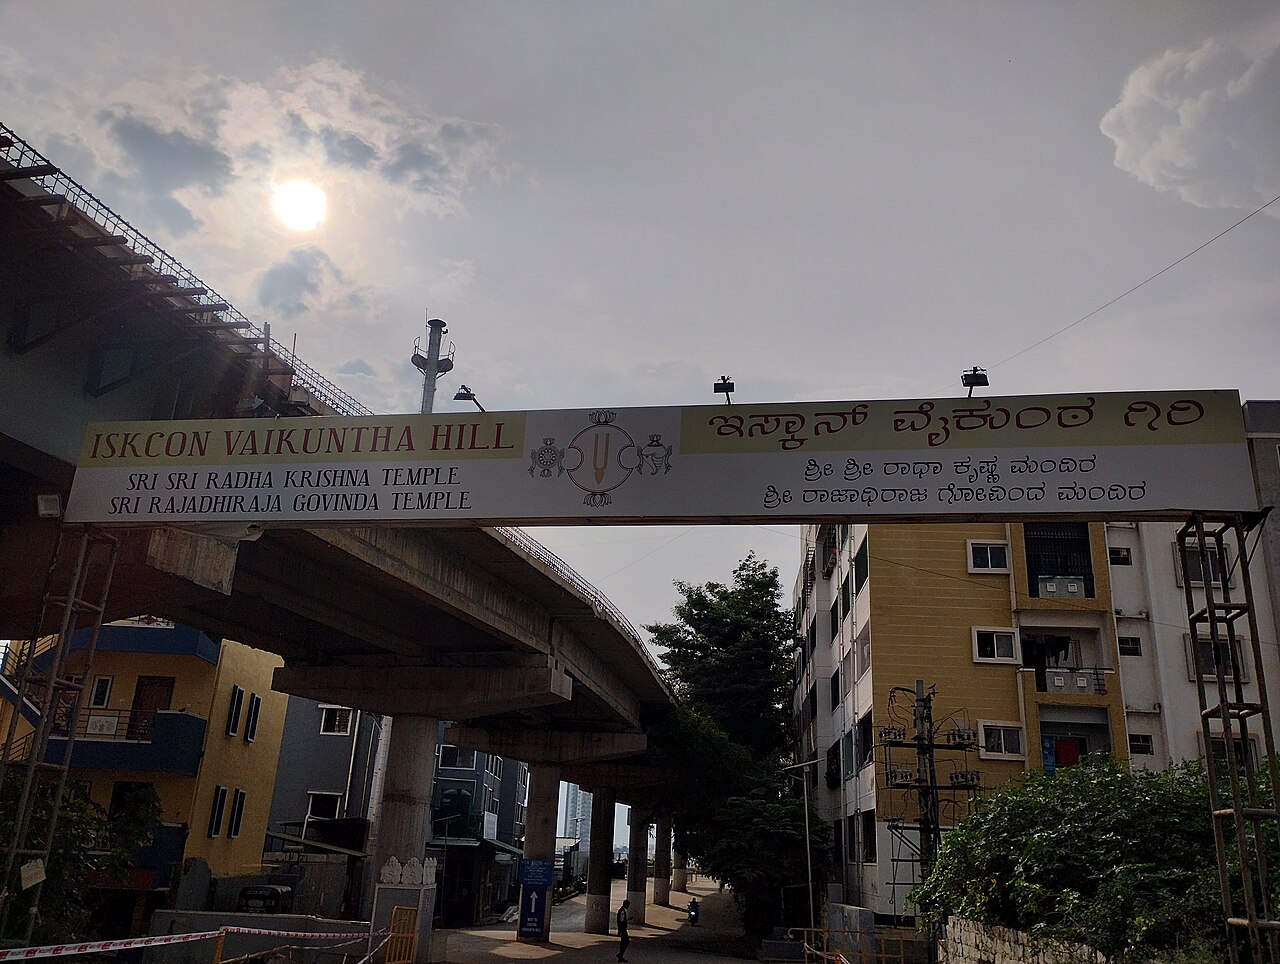 ISKCON VAIKUNTHA HILL
SRI SRI RADHA KRISHNA TEMPLE
SRI RAJADHIRAJA GOVINDA TEMPLE
ಇಸ್ಕಾನ್ ವೈಕುಂಠ ಗಿರಿ
ಶ್ರೀ ಶ್ರೀ ರಾಧಾ ಕೃಷ್ಣ ಮಂದಿರ
ಶ್ರೀ ರಾಜಾಧಿರಾಜ ಗೋವಿಂದ ಮಂದಿರ